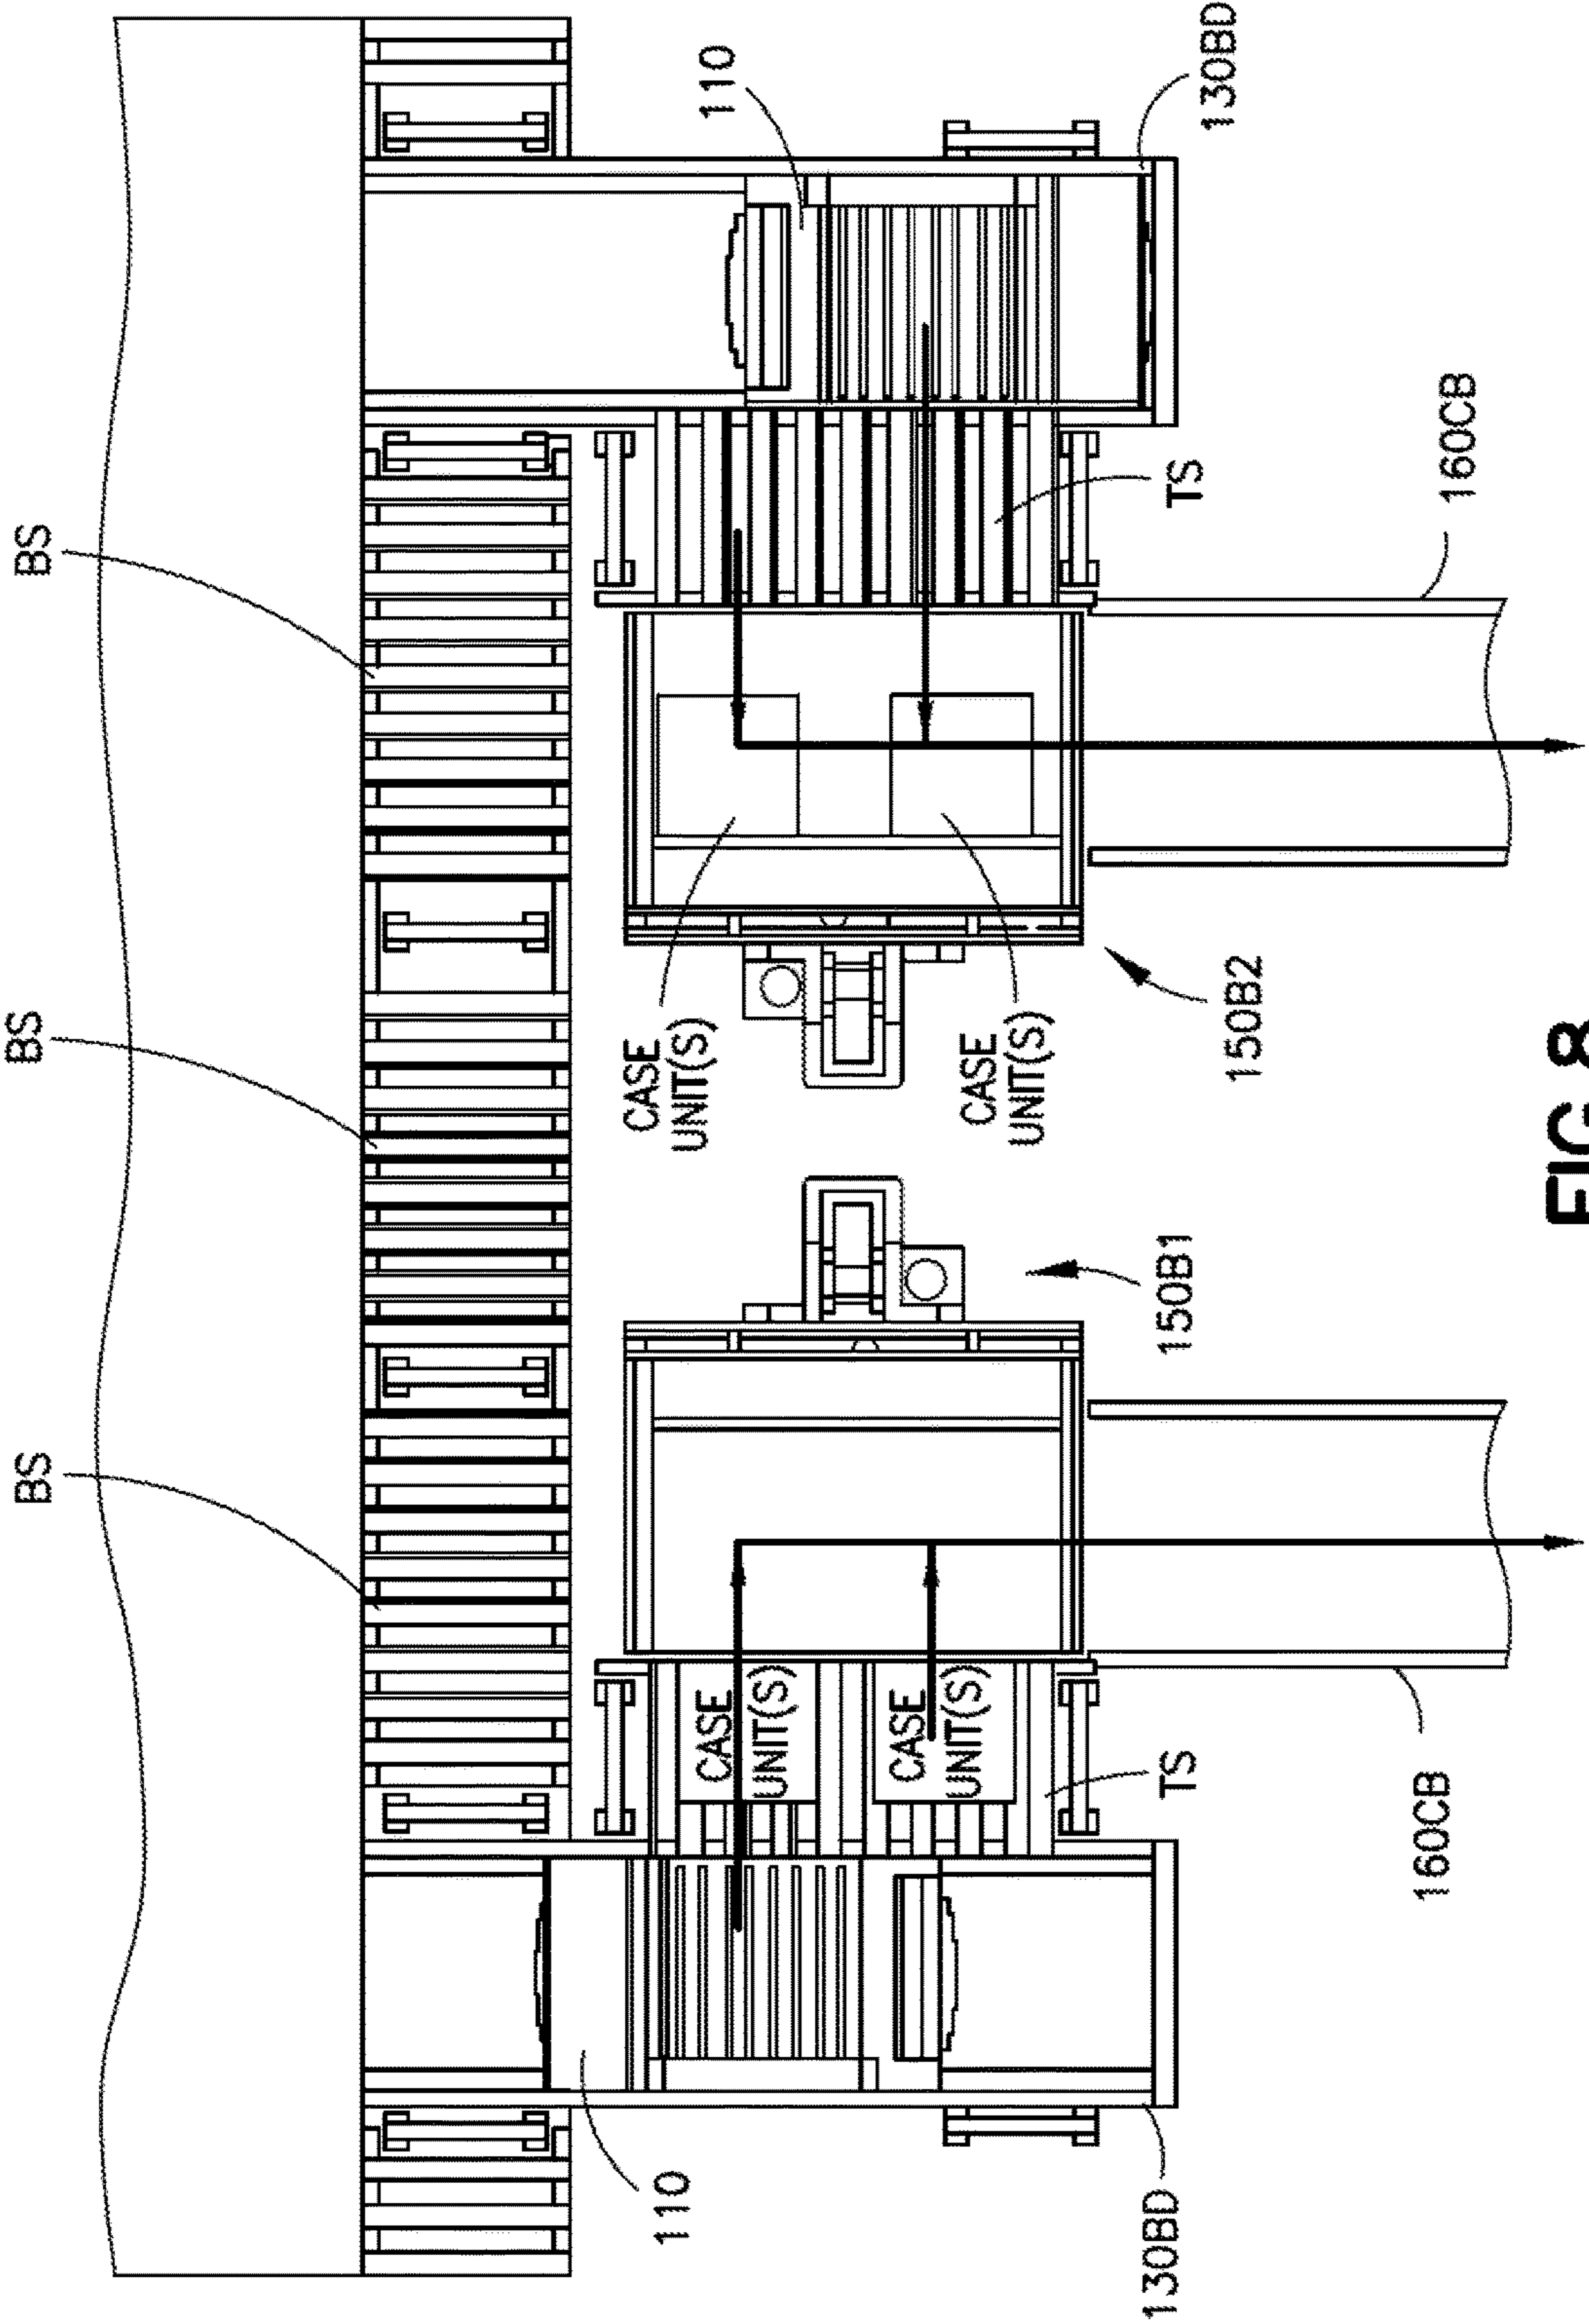 BS
BS
BS
110
CASE
UNIT(S)
CASE
UNIT(S)
110
CASE
UNIT(S)
CASE
UNIT(S)
130BD
TS
150B1
150B2
TS
130BD
160CB
160CB
FIG.8